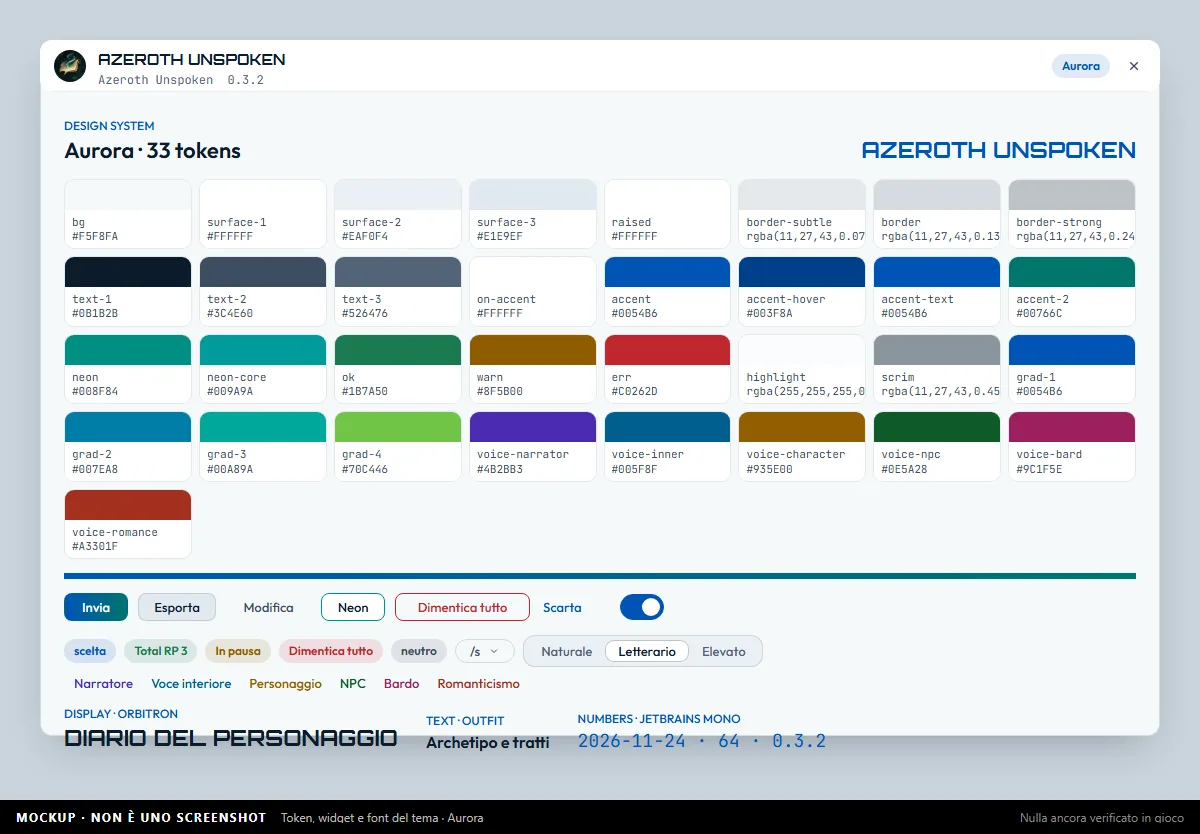 AZEROTH UNSPOKEN
Azeroth Unspoken 0.3.2
Aurora
×
DESIGN SYSTEM
Aurora · 33 tokens
AZEROTH UNSPOKEN
bg
#F5F8FA
surface-1
#FFFFFF
surface-2
#EAF0F4
surface-3
#E1E9EF
raised
#FFFFFF
border-subtle
rgba(11,27,43,0.07
border
rgba(11,27,43,0.13
border-strong
rgba(11,27,43,0.24
text-1
#0B1B2B
text-2
#3C4E60
text-3
#526476
on-accent
#FFFFFF
accent
#0054B6
accent-hover
#003F8A
accent-text
#0054B6
accent-2
#00766C
neon
#008F84
neon-core
#009A9A
ok
#1B7A50
warn
#8F5B00
err
#C0262D
highlight
rgba(255,255,255,0
scrim
rgba(11,27,43,0.45
grad-1
#0054B6
grad-2
#007EA8
grad-3
#00A89A
grad-4
#70C446
voice-narrator
#4B2BB3
voice-inner
#005F8F
voice-character
#935E00
voice-npc
#0E5A28
voice-bard
#9C1F5E
voice-romance
#A3301F
Invia Esporta Modifica Neon Dimentica tutto Scarta
scelta Total RP 3 In pausa Dimentica tutto neutro /s Naturale Letterario Elevato
Narratore Voce interiore Personaggio NPC Bardo Romanticismo
DISPLAY · ORBITRON
DIARIO DEL PERSONAGGIO
TEXT · OUTFIT
Archetipo e tratti
NUMBERS · JETBRAINS MONO
2026-11-24 · 64 · 0.3.2
MOCKUP · NON È UNO SCREENSHOT Token, widget e font del tema · Aurora Nulla ancora verificato in gioco